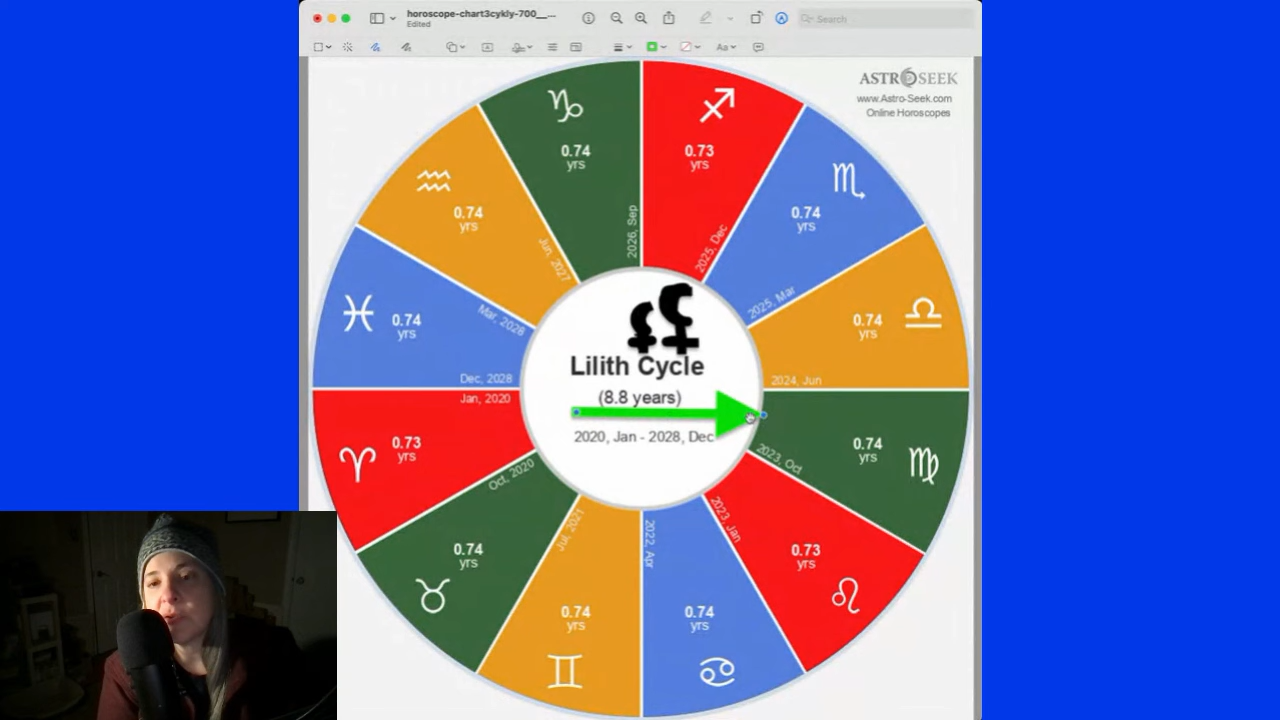 horoscope-chart3cykly-700__...
Edited
Search
Aa
ASTROSEEK
www.Astro-Seek.com
Online Horoscopes
0.74
yrs
2026, Sep
0.73
yrs
2025, Dec
0.74
yrs
2025, Mar
0.74
yrs
2024, Jun
0.74
yrs
2023, Oct
0.73
yrs
2023, Jan
0.74
yrs
2022, Apr
0.74
yrs
Jul, 2021
0.74
yrs
Oct, 2020
0.73
yrs
Jan, 2020
0.74
yrs
Dec, 2028
Mar, 2028
0.74
yrs
Jun, 2027
Lilith Cycle
(8.8 years)
2020, Jan - 2028, Dec